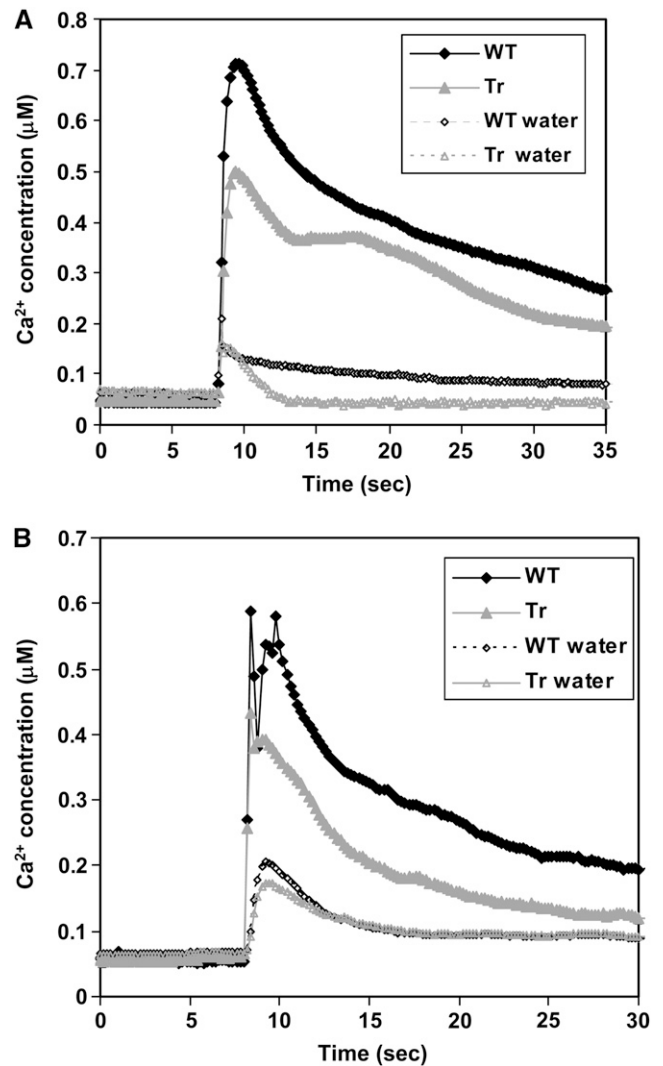 A
0.8
0.7
0.6
0.5
0.4
0.3
0.2
0.1
0
Ca2+ concentration (μM)
WT
Tr
WT water
Tr water
0 5 10 15 20 25 30 35
Time (sec)
B
0.7
0.6
0.5
0.4
0.3
0.2
0.1
0
Ca2+ concentration (μM)
WT
Tr
WT water
Tr water
0 5 10 15 20 25 30
Time (sec)